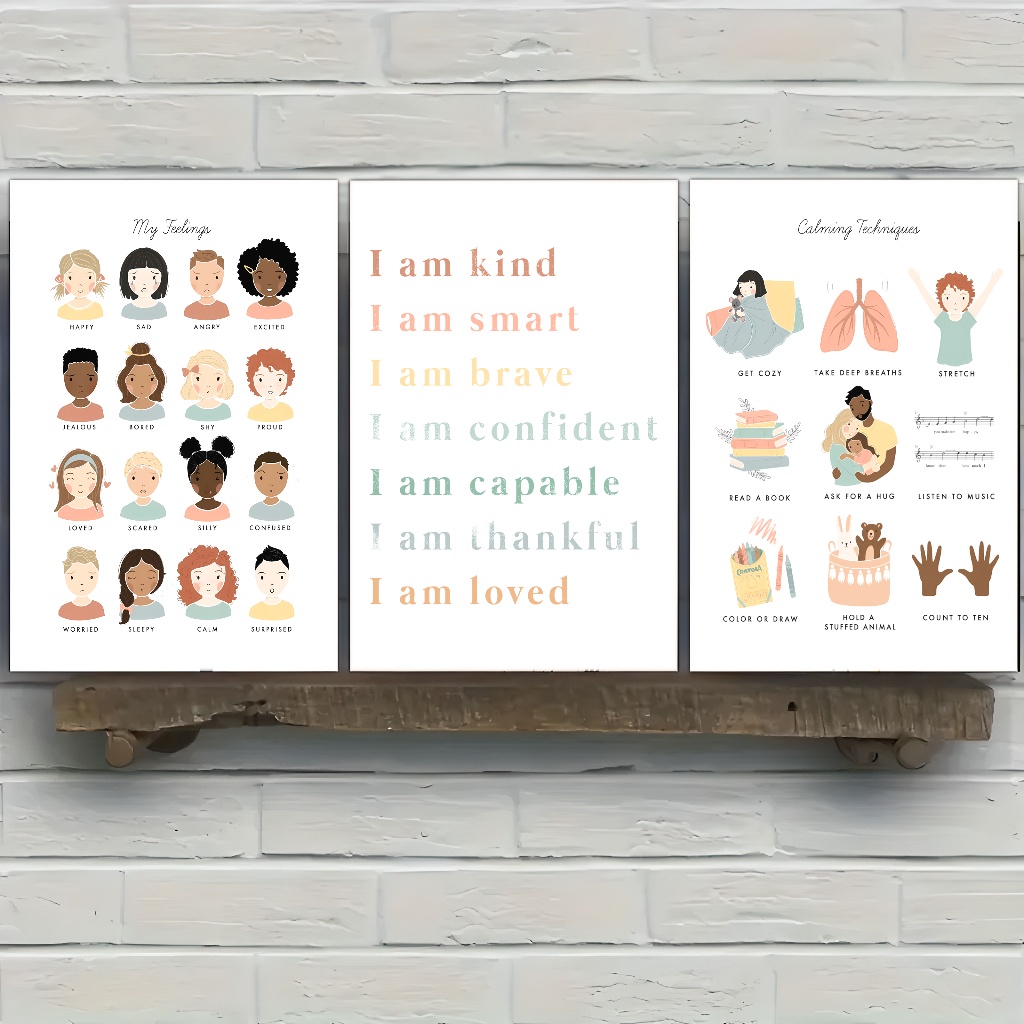 My Feelings
HAPPY SAD ANGRY EXCITED
JEALOUS BORED SHY PROUD
LOVED SCARED SILLY CONFUSED
WORRIED SLEEPY CALM SURPRISED
I am kind
I am smart
I am brave
I am confident
I am capable
I am thankful
I am loved
Calming Techniques
GET COZY TAKE DEEP BREATHS STRETCH
READ A BOOK ASK FOR A HUG LISTEN TO MUSIC
COLOR OR DRAW HOLD A STUFFED ANIMAL COUNT TO TEN